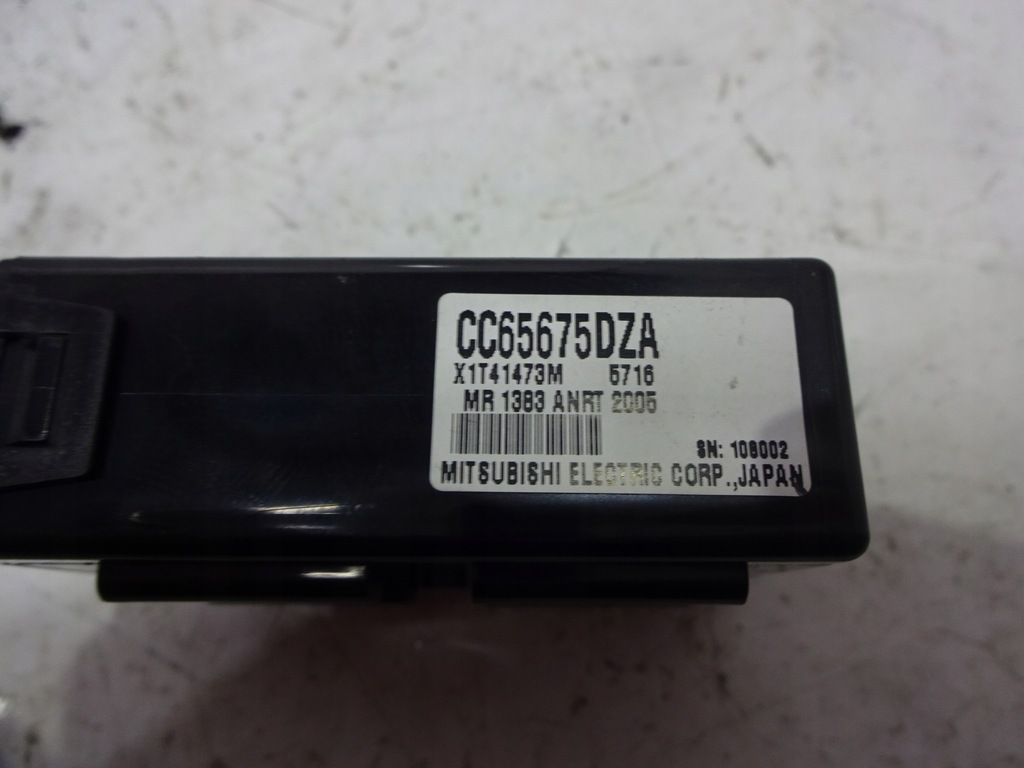 CC65675DZA
X1T41473M 5716
MR 1383 ANRT 2005
SN: 108002
MITSUBISHI ELECTRIC CORP.,JAPAN